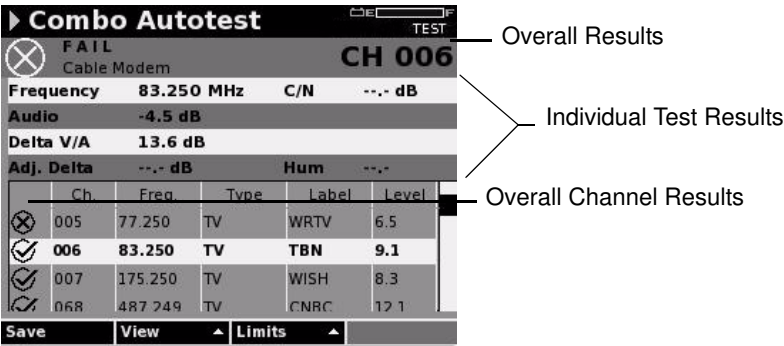 Combo Autotest
E F
TEST
FAIL
Cable Modem
CH 006
Frequency 83.250 MHz C/N --.- dB
Audio -4.5 dB
Delta V/A 13.6 dB
Adj. Delta --.- dB Hum --.-
Ch. Freq. Type Label Level
005 77.250 TV WRTV 6.5
006 83.250 TV TBN 9.1
007 175.250 TV WISH 8.3
068 487.249 TV CNBC 12.1
Save View Limits
Overall Results
Individual Test Results
Overall Channel Results